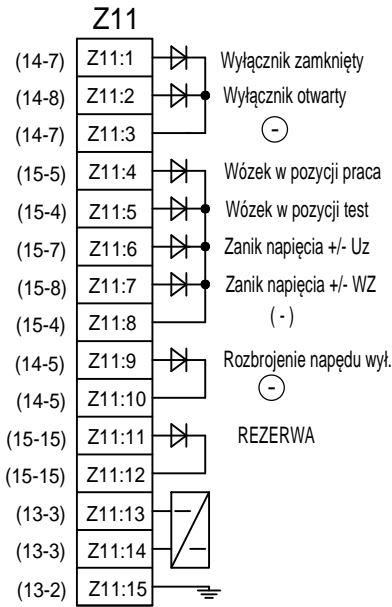 Z11
(14-7) Z11:1 Wyłącznik zamknięty
(14-8) Z11:2 Wyłącznik otwarty
(14-7) Z11:3 -
(15-5) Z11:4 Wózek w pozycji praca
(15-4) Z11:5 Wózek w pozycji test
(15-7) Z11:6 Zanik napięcia +/- Uz
(15-8) Z11:7 Zanik napięcia +/- WZ
(15-4) Z11:8 (-)
(14-5) Z11:9 Rozbrojenie napędu wył.
(14-5) Z11:10 -
(15-15) Z11:11 REZERWA
(15-15) Z11:12
(13-3) Z11:13
(13-3) Z11:14
(13-2) Z11:15